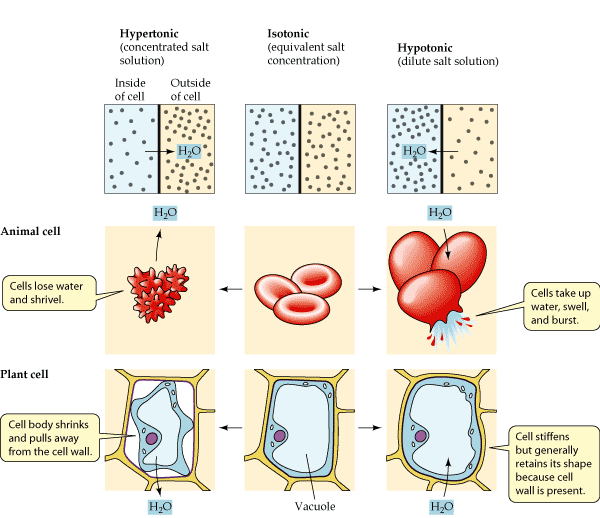 Hypertonic
(concentrated salt
solution)
Isotonic
(equivalent salt
concentration)
Hypotonic
(dilute salt solution)
Inside
of cell
Outside
of cell
H₂O
H₂O
H₂O
H₂O
Animal cell
Cells lose water
and shrivel.
Cells take up
water, swell,
and burst.
Plant cell
Cell body shrinks
and pulls away
from the cell wall.
Cell stiffens
but generally
retains its shape
because cell
wall is present.
H₂O
Vacuole
H₂O